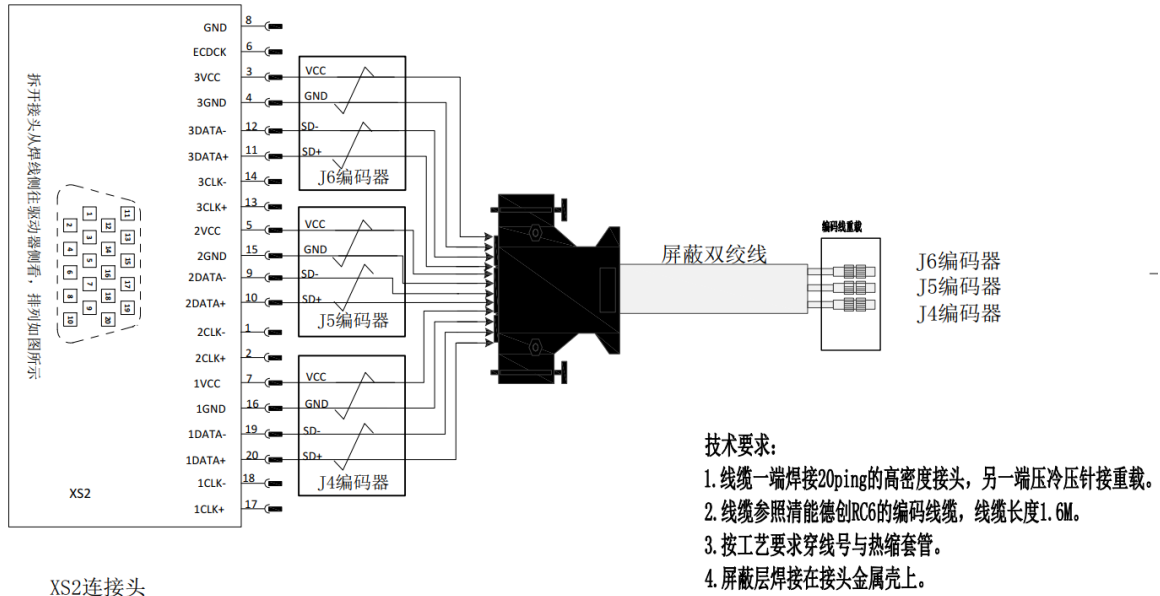 拆开接头从焊线侧往驱动器侧看，排列如图所示
1
11
2
12
3
13
4
14
5
15
6
16
7
17
8
18
9
19
10
20
XS2
GND 8
ECDCK 6
3VCC 3
3GND 4
3DATA- 12
3DATA+ 11
3CLK- 14
3CLK+ 13
2VCC 5
2GND 15
2DATA- 9
2DATA+ 10
2CLK- 1
2CLK+ 2
1VCC 7
1GND 16
1DATA- 19
1DATA+ 20
1CLK- 18
1CLK+ 17
VCC
GND
SD-
SD+
J6编码器
VCC
GND
SD-
SD+
J5编码器
VCC
GND
SD-
SD+
J4编码器
屏蔽双绞线
编码线重载
J6编码器
J5编码器
J4编码器
技术要求：
1.线缆一端焊接20ping的高密度接头，另一端压冷压针接重载。
2.线缆参照清能德创RC6的编码线缆，线缆长度1.6M。
3.按工艺要求穿线号与热缩套管。
4.屏蔽层焊接在接头金属壳上。
XS2连接头